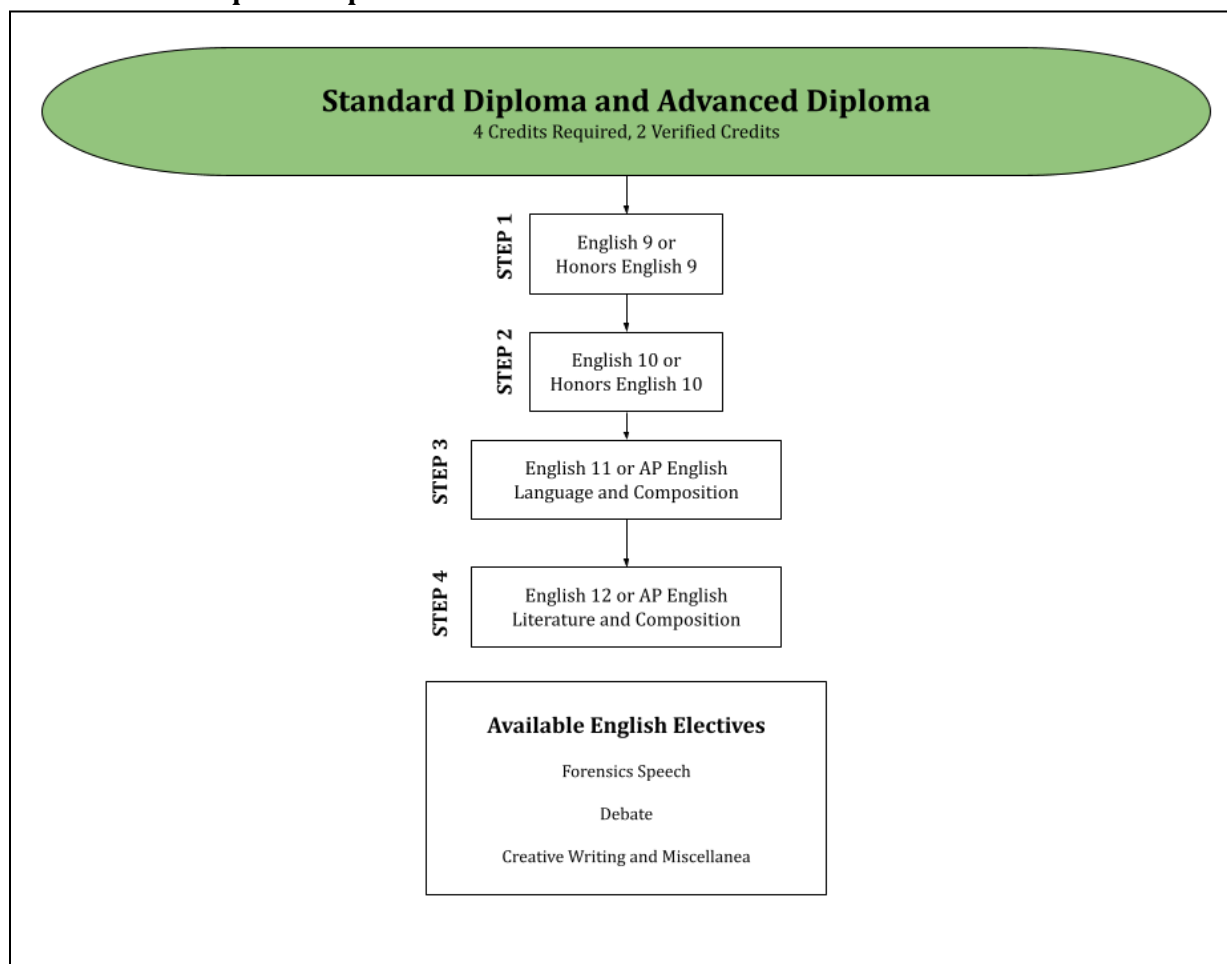 Standard Diploma and Advanced Diploma
4 Credits Required, 2 Verified Credits
STEP 1
English 9 or
Honors English 9
STEP 2
English 10 or
Honors English 10
STEP 3
English 11 or AP English
Language and Composition
STEP 4
English 12 or AP English
Literature and Composition
Available English Electives
Forensics Speech
Debate
Creative Writing and Miscellanea